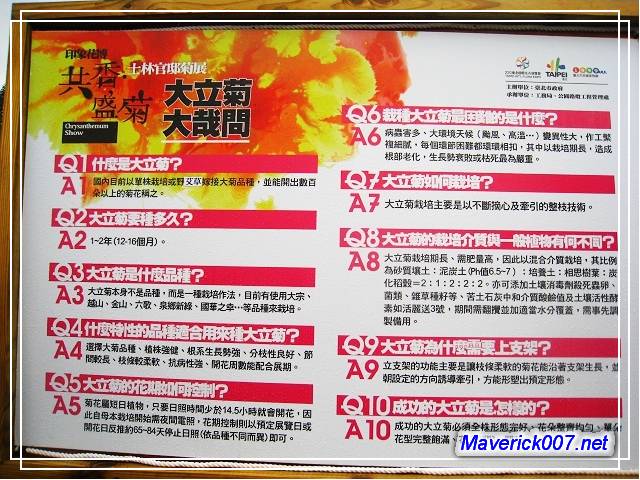 印象花博
共香.盛菊
士林官邸菊展
Chrysanthemum
Show
大立菊
大哉問
TAIPEI
主辦單位：臺北市政府
承辦單位：工務局、公園路燈工程管理處
Q1 什麼是大立菊？
A1 國內目前以單株栽培或野艾草嫁接大菊品種，並能開出數百
朵以上的菊花稱之。
Q2 大立菊要種多久？
A2 1~2年(12-16個月)。
Q3 大立菊是什麼品種？
A3 大立菊本身不是品種，而是一種栽培作法，目前有使用大宗、
越山、金山、六歌、泉鄉新綠、國華之幸…等品種來栽培。
Q4 什麼特性的品種適合用來種大立菊？
A4 選擇大菊品種、植株強健、根系生長勢強、分枝性良好、節
間較長、枝條較柔軟、抗病性強、開花周數能配合展期。
Q5 大立菊的花期如何控制？
A5 菊花屬短日植物，只要日照時間少於14.5小時就會開花，因
此自母本栽培開始需夜間電照，花期控制則以預定展覽日或
開花日反推約65~84天停止日照(依品種不同而異)即可。
Q6 栽種大立菊最困難的是什麼？
A6 病蟲害多、大環境天候（颱風、高溫…）變異性大，作工繁
複細膩，每個環節困難都環環相扣，其中以栽培期長，造成
根部老化，生長勢衰敗或枯死最為嚴重。
Q7 大立菊如何栽培？
A7 大立菊栽培主要是以不斷摘心及牽引的整枝技術。
Q8 大立菊的栽培介質與一般植物有何不同？
A8 大立菊栽培期長、需肥量高，因此以混合介質栽培，其比例
為砂質壤土：泥炭土(Ph值6.5~7)：培養土：相思樹葉：炭
化稻穀=2：1：2：2：2。亦可添加土壤消毒劑殺死蟲卵、
菌類、雜草種籽等、苦土石灰中和介質酸鹼值及土壤活性酵
素如活麗送3號，期間需翻攪並加適當水分覆蓋，需事先調
製備用。
Q9 大立菊為什麼需要上支架？
A9 立支架的功能主要是讓枝條柔軟的菊花能沿著支架生長，並
朝設定的方向誘導牽引，方能形塑出預定形態。
Q10 成功的大立菊是怎樣的？
A10 成功的大立菊必須全株形態完好、花朵整齊均勻、單
花型完整飽滿、
Maverick007.net